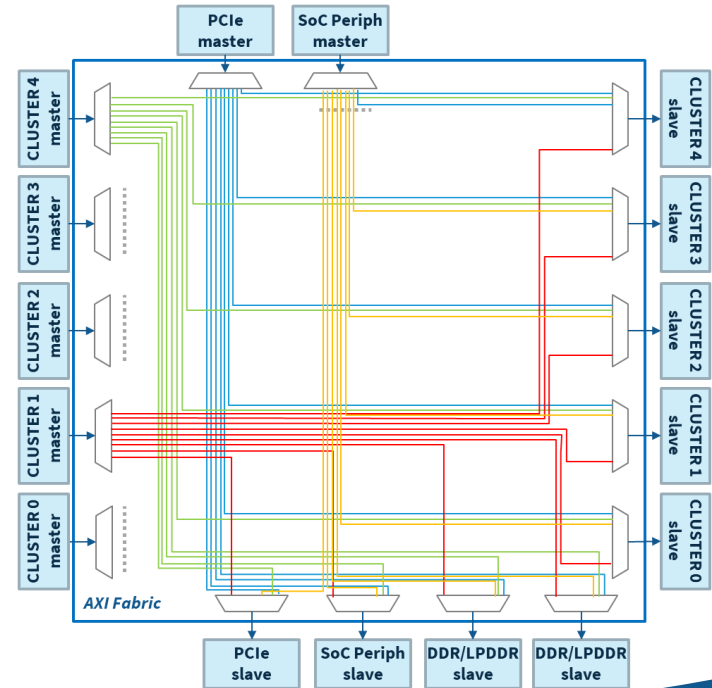 PCIe
master
SoC Periph
master
CLUSTER 4
master
CLUSTER 4
slave
CLUSTER 3
master
CLUSTER 3
slave
CLUSTER 2
master
CLUSTER 2
slave
CLUSTER 1
master
CLUSTER 1
slave
CLUSTER 0
master
CLUSTER 0
slave
AXI Fabric
PCIe
slave
SoC Periph
slave
DDR/LPDDR
slave
DDR/LPDDR
slave